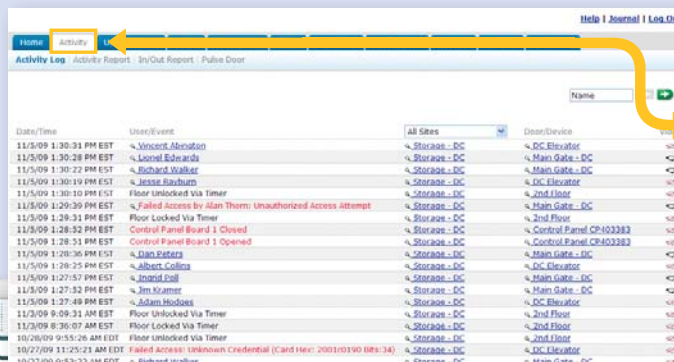 Help | Journal | Log O
Home Activity U
Activity Log Activity Report In/Out Report Pulse Door
Name
Date/Time User/Event All Sites Door/Device
11/5/09 1:30:31 PM EST Vincent Abington Storage - DC DC Elevator
11/5/09 1:30:28 PM EST Lionel Edwards Storage - DC Main Gate - DC
11/5/09 1:30:22 PM EST Richard Walker Storage - DC Main Gate - DC
11/5/09 1:30:19 PM EST Jesse Rayburn Storage - DC DC Elevator
11/5/09 1:30:10 PM EST Floor Unlocked Via Timer Storage - DC 2nd Floor
11/5/09 1:29:39 PM EST Failed Access by Alan Thorn: Unauthorized Access Attempt Storage - DC Main Gate - DC
11/5/09 1:29:31 PM EST Floor Locked Via Timer Storage - DC 2nd Floor
11/5/09 1:28:52 PM EST Control Panel Board 1 Closed Storage - DC Control Panel CP403383
11/5/09 1:28:51 PM EST Control Panel Board 1 Opened Storage - DC Control Panel CP403383
11/5/09 1:28:36 PM EST Dan Peters Storage - DC Main Gate - DC
11/5/09 1:28:25 PM EST Albert Collins Storage - DC DC Elevator
11/5/09 1:27:57 PM EST Ingrid Poll Storage - DC Main Gate - DC
11/5/09 1:27:52 PM EST Jim Kramer Storage - DC Main Gate - DC
11/5/09 1:27:49 PM EST Adam Hodges Storage - DC DC Elevator
11/3/09 9:09:31 AM EST Floor Unlocked Via Timer Storage - DC 2nd Floor
11/3/09 8:36:07 AM EST Floor Locked Via Timer Storage - DC 2nd Floor
10/28/09 9:55:26 AM EDT Floor Unlocked Via Timer Storage - DC 2nd Floor
10/27/09 11:25:21 AM EDT Failed Access: Unknown Credential (Card Hex: 2001/0190 Bits:34) Storage - DC DC Elevator
10/27/09 9:53:22 AM EDT Richard Walker Storage - DC Main Gate - DC